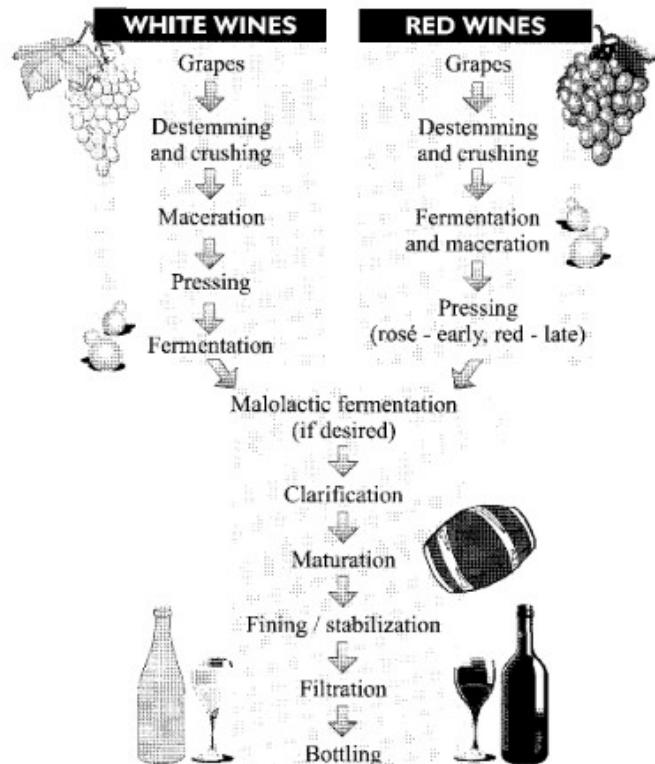 WHITE WINES
Grapes
Destemming
and crushing
Maceration
Pressing
Fermentation
RED WINES
Grapes
Destemming
and crushing
Fermentation
and maceration
Pressing
(rosé - early, red - late)
Malolactic fermentation
(if desired)
Clarification
Maturation
Fining / stabilization
Filtration
Bottling